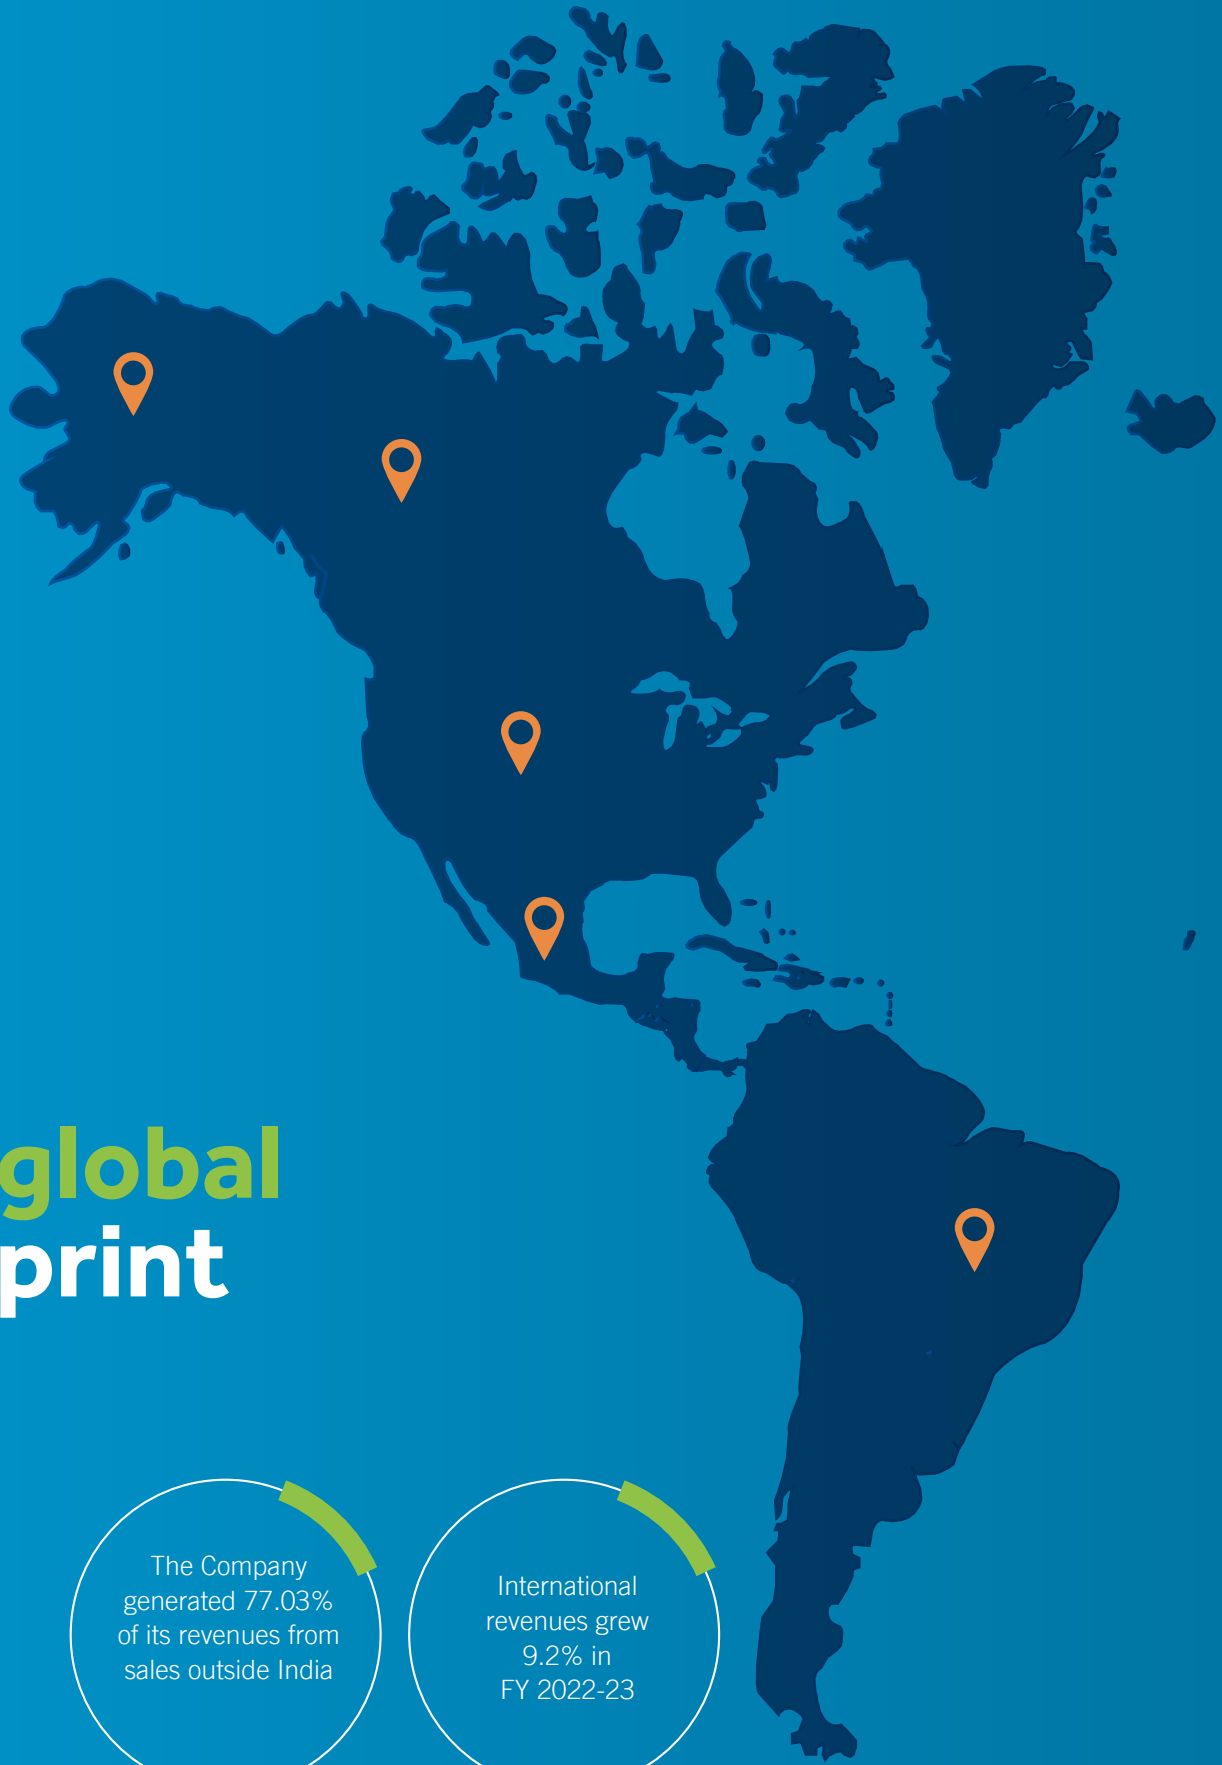 global
print
The Company
generated 77.03%
of its revenues from
sales outside India
International
revenues grew
9.2% in
FY 2022-23